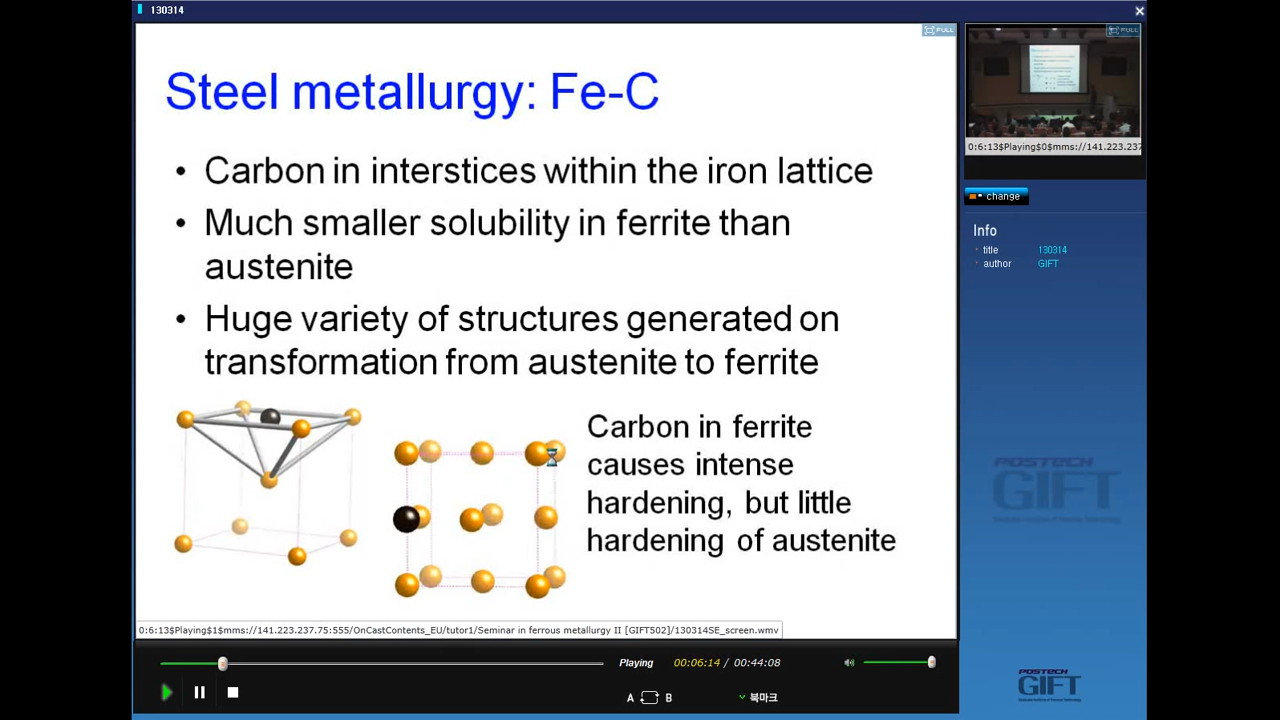 130314
FULL
Steel metallurgy: Fe-C
• Carbon in interstices within the iron lattice
• Much smaller solubility in ferrite than
austenite
• Huge variety of structures generated on
transformation from austenite to ferrite
Carbon in ferrite
causes intense
hardening, but little
hardening of austenite
0:6:13$Playing$1$mms://141.223.237.75:555/OnCastContents_EU/tutor1/Seminar in ferrous metallurgy II [GIFT502]/130314SE_screen.wmv
Playing 00:06:14 / 00:44:08
A B 북마크
FULL
0:6:13$Playing$0$mms://141.223.237
change
Info
title 130314
author GIFT
POSTECH
GIFT
POSTECH
GIFT